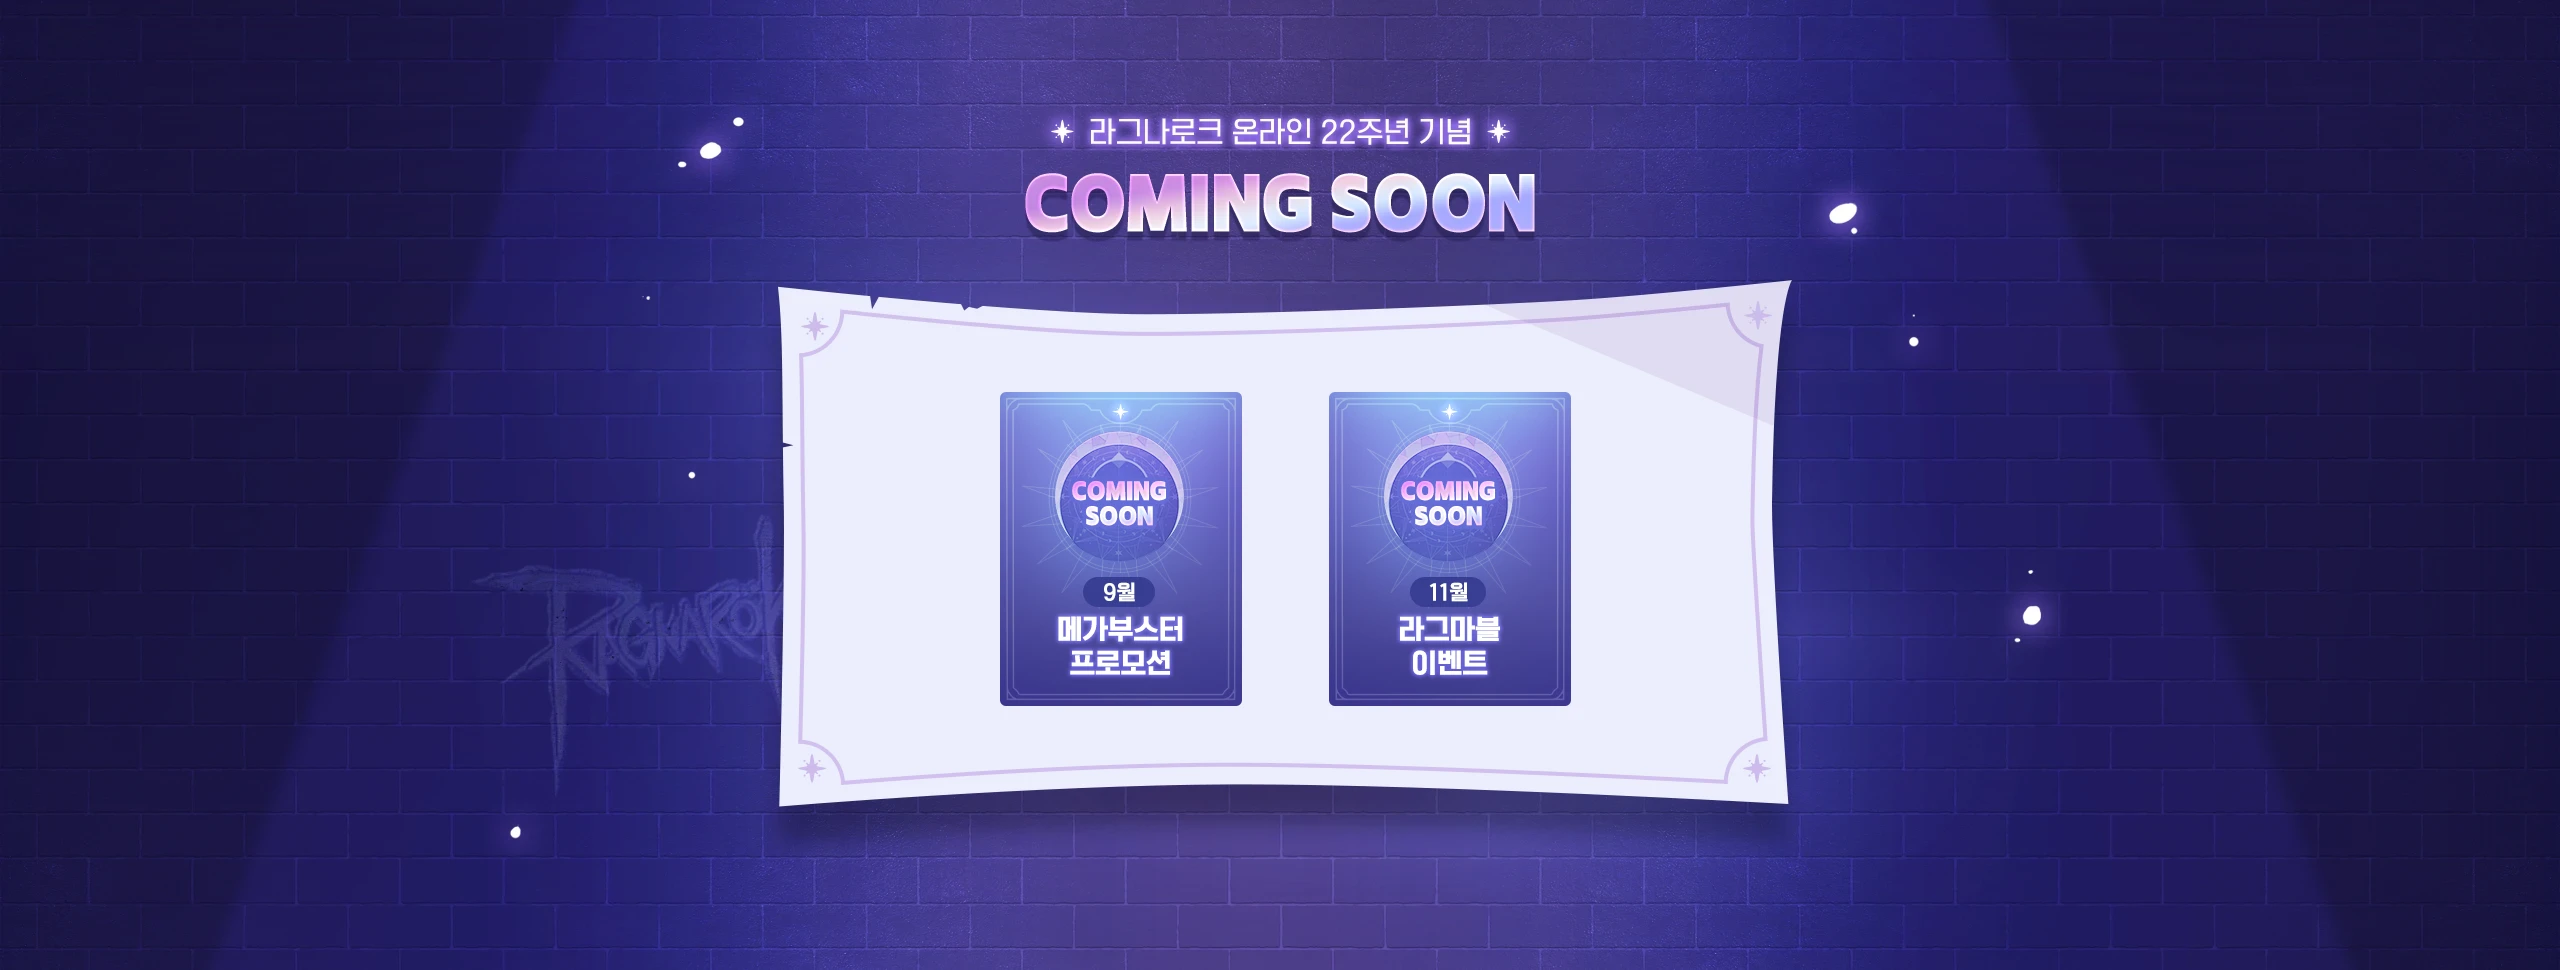 라그나로크 온라인 22주년 기념
COMING SOON
COMING
SOON
9월
메가부스터
프로모션
COMING
SOON
11월
라그마블
이벤트
RAGNAROK